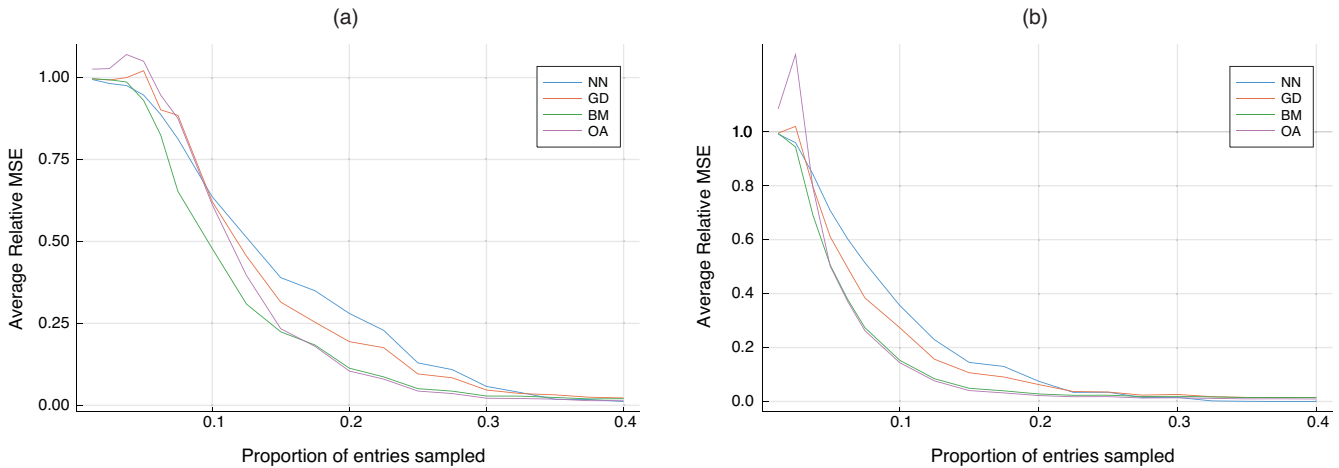 (a)
Average Relative MSE
1.00
0.75
0.50
0.25
0.00
NN
GD
BM
OA
0.1
0.2
0.3
0.4
Proportion of entries sampled
(b)
Average Relative MSE
1.0
0.8
0.6
0.4
0.2
0.0
NN
GD
BM
OA
0.1
0.2
0.3
0.4
Proportion of entries sampled